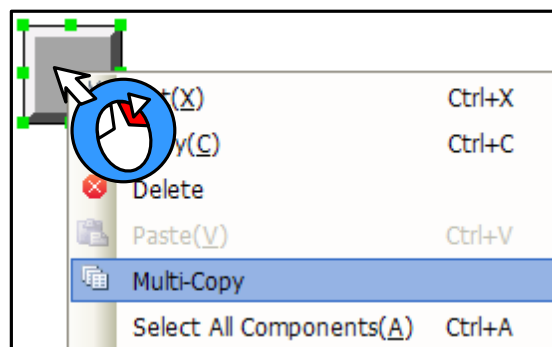 (X) Ctrl+X
y(C) Ctrl+C
Delete
Paste(V) Ctrl+V
Multi-Copy
Select All Components(A) Ctrl+A